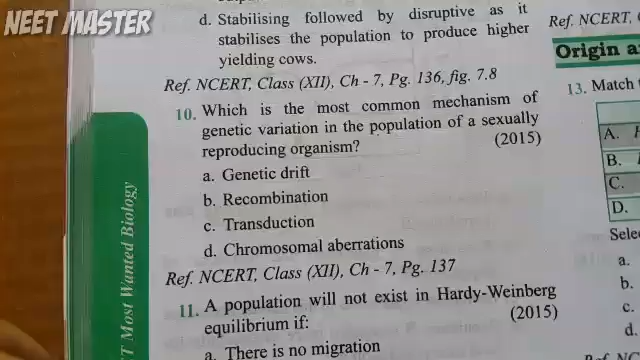 NEET MASTER
d. Stabilising followed by disruptive as it
stabilises the population to produce higher
yielding cows.
Ref. NCERT, Class (XII), Ch - 7, Pg. 136, fig. 7.8
10. Which is the most common mechanism of
genetic variation in the population of a sexually
reproducing organism? (2015)
a. Genetic drift
b. Recombination
c. Transduction
d. Chromosomal aberrations
Ref. NCERT, Class (XII), Ch - 7, Pg. 137
11. A population will not exist in Hardy-Weinberg
equilibrium if: (2015)
a. There is no migration
T Most Wanted Biology
Ref. NCERT,
Origin a
13. Match
A.
B.
C.
D.
Sele
a.
b.
c.
d.